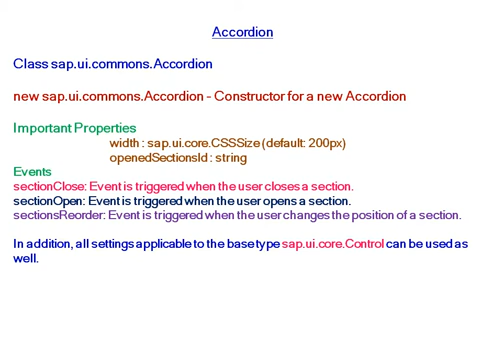 Accordion
Class sap.ui.commons.Accordion
new sap.ui.commons.Accordion - Constructor for a new Accordion
Important Properties
width : sap.ui.core.CSSSize (default: 200px)
openedSectionsId : string
Events
sectionClose: Event is triggered when the user closes a section.
sectionOpen: Event is triggered when the user opens a section.
sectionsReorder: Event is triggered when the user changes the position of a section.
In addition, all settings applicable to the base type sap.ui.core.Control can be used as
well.